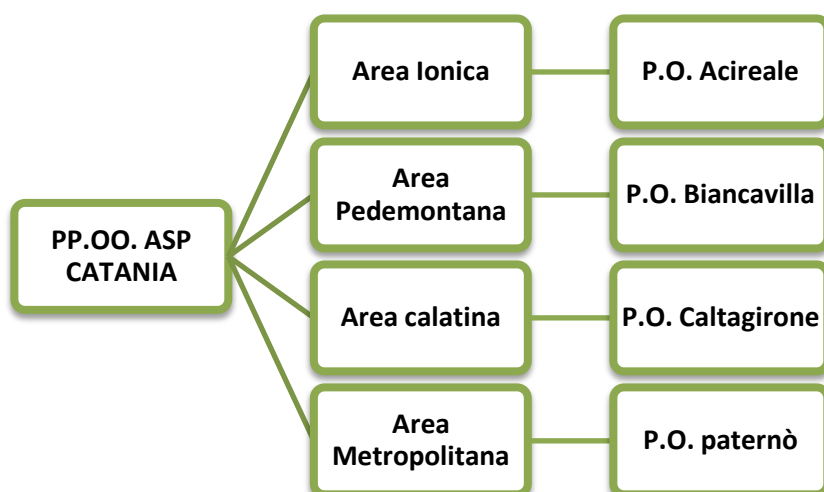 PP.OO. ASP
CATANIA
Area Ionica
P.O. Acireale
Area
Pedemontana
P.O. Biancavilla
Area calatina
P.O. Caltagirone
Area
Metropolitana
P.O. paternò